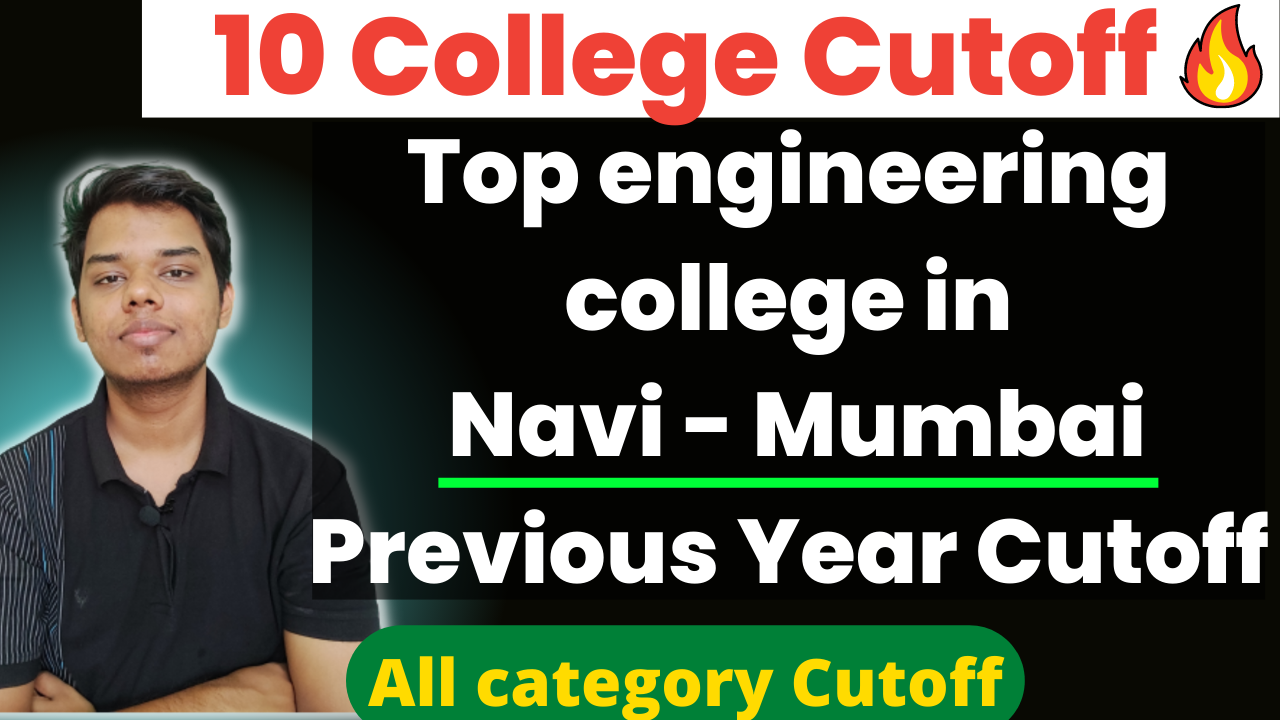 10 College Cutoff
Top engineering
college in
Navi - Mumbai
Previous Year Cutoff
All category Cutoff